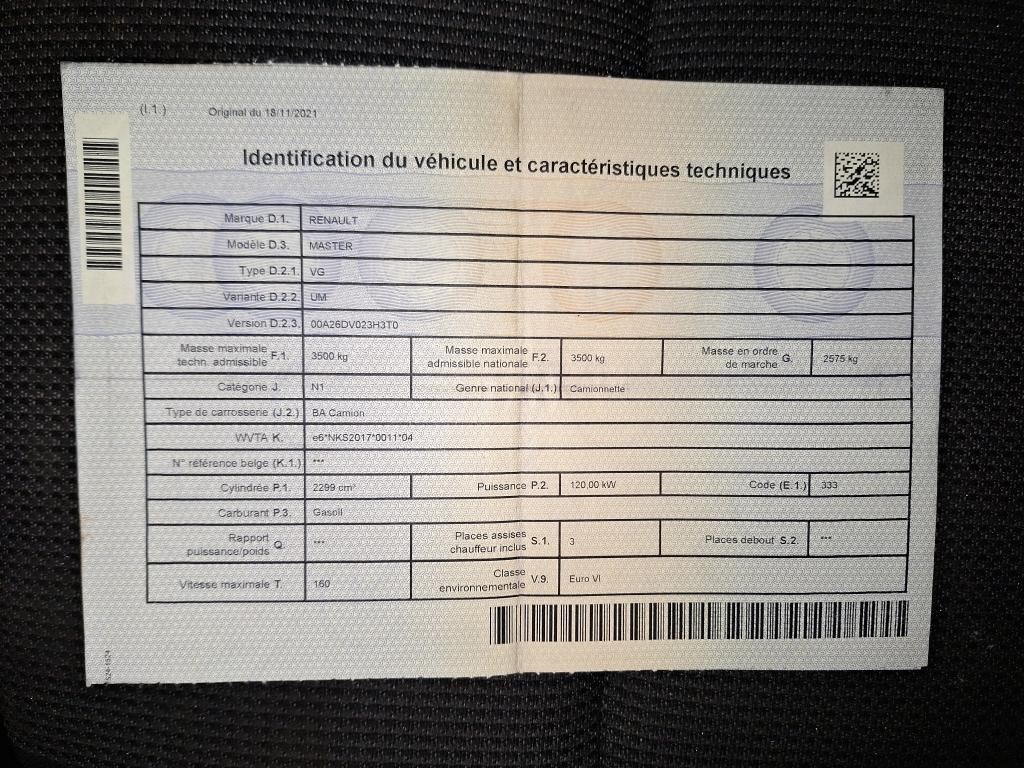 (I.1.) Original du 18/11/2021
Identification du véhicule et caractéristiques techniques
Marque D.1. RENAULT
Modèle D.3. MASTER
Type D.2.1. VG
Variante D.2.2. UM
Version D.2.3. 00A26DV023H3T0
Masse maximale techn. admissible F.1. 3500 kg Masse maximale admissible nationale F.2. 3500 kg Masse en ordre de marche G. 2575 kg
Catégorie J. N1 Genre national (J.1.) Camionnette
Type de carrosserie (J.2.) BA Camion
WVTA K. e6*NKS2017*0011*04
N° référence belge (K.1.) ***
Cylindrée P.1. 2299 cm³ Puissance P.2. 120,00 kW Code (E.1.) 333
Carburant P.3. Gasoil
Rapport puissance/poids Q. *** Places assises chauffeur inclus S.1. 3 Places debout S.2. ***
Vitesse maximale T. 160 Classe environnementale V.9. Euro VI